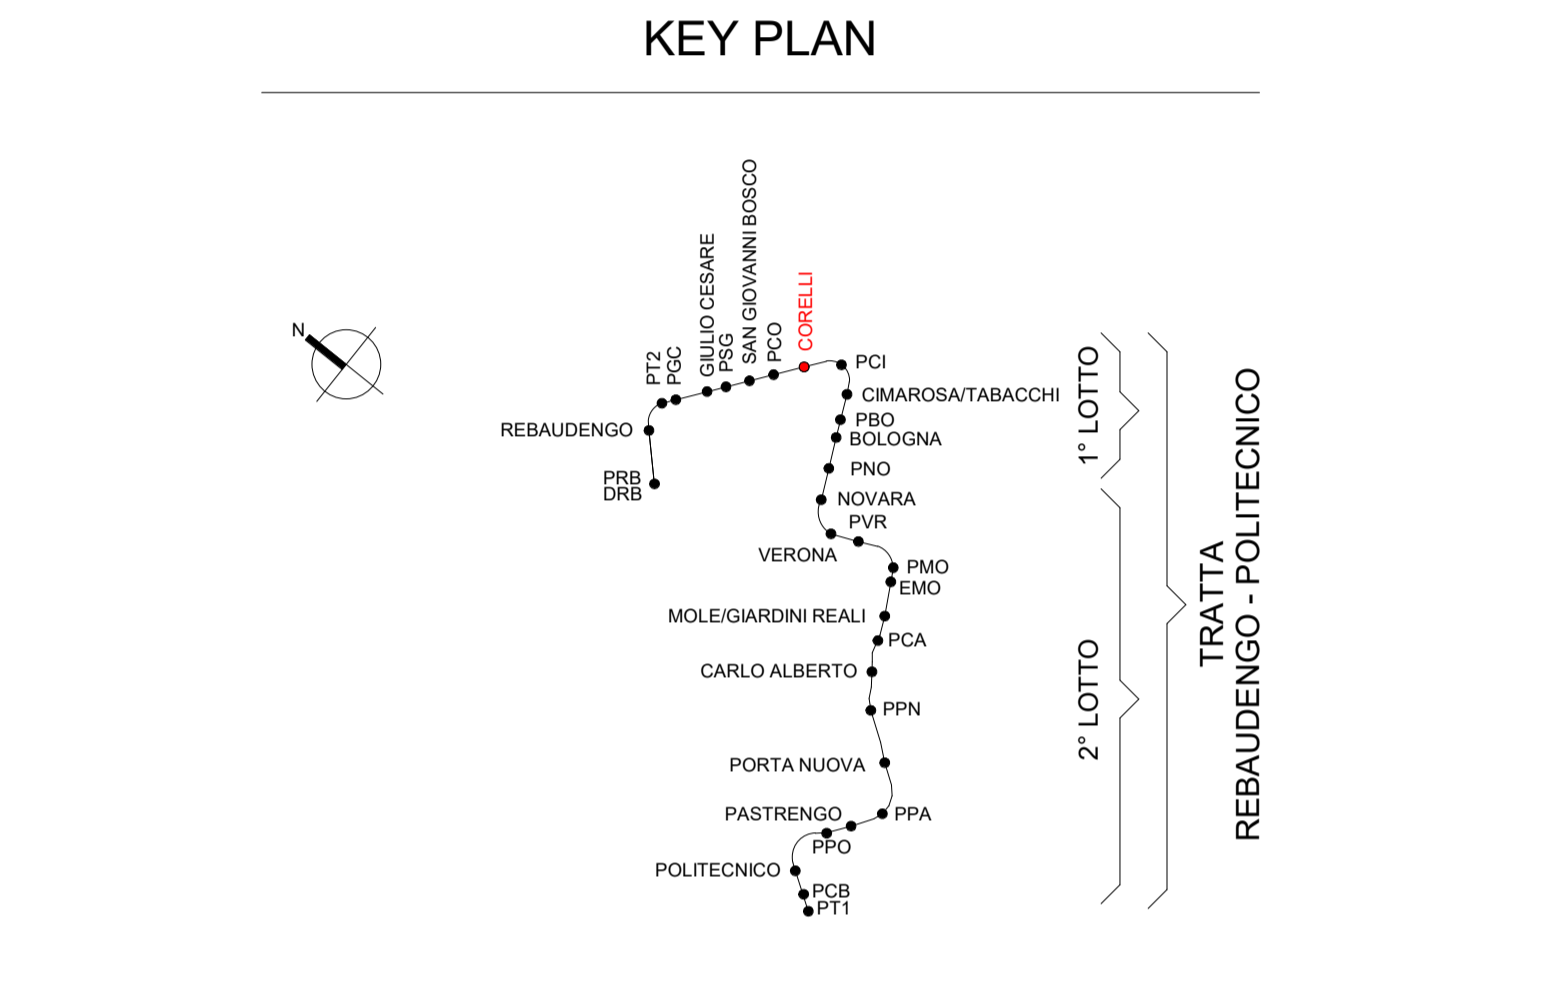 KEY PLAN
N
PT2
PGC
GIULIO CESARE
PSG
SAN GIOVANNI BOSCO
PCO
CORELLI
PCI
CIMAROSA/TABACCHI
PBO
BOLOGNA
PNO
NOVARA
PVR
VERONA
REBAUDENGO
PRB
DRB
PMO
EMO
MOLE/GIARDINI REALI
PCA
CARLO ALBERTO
PPN
PORTA NUOVA
PASTRENGO
PPA
PPO
POLITECNICO
PCB
PT1
1° LOTTO
2° LOTTO
TRATTA
REBAUDENGO - POLITECNICO